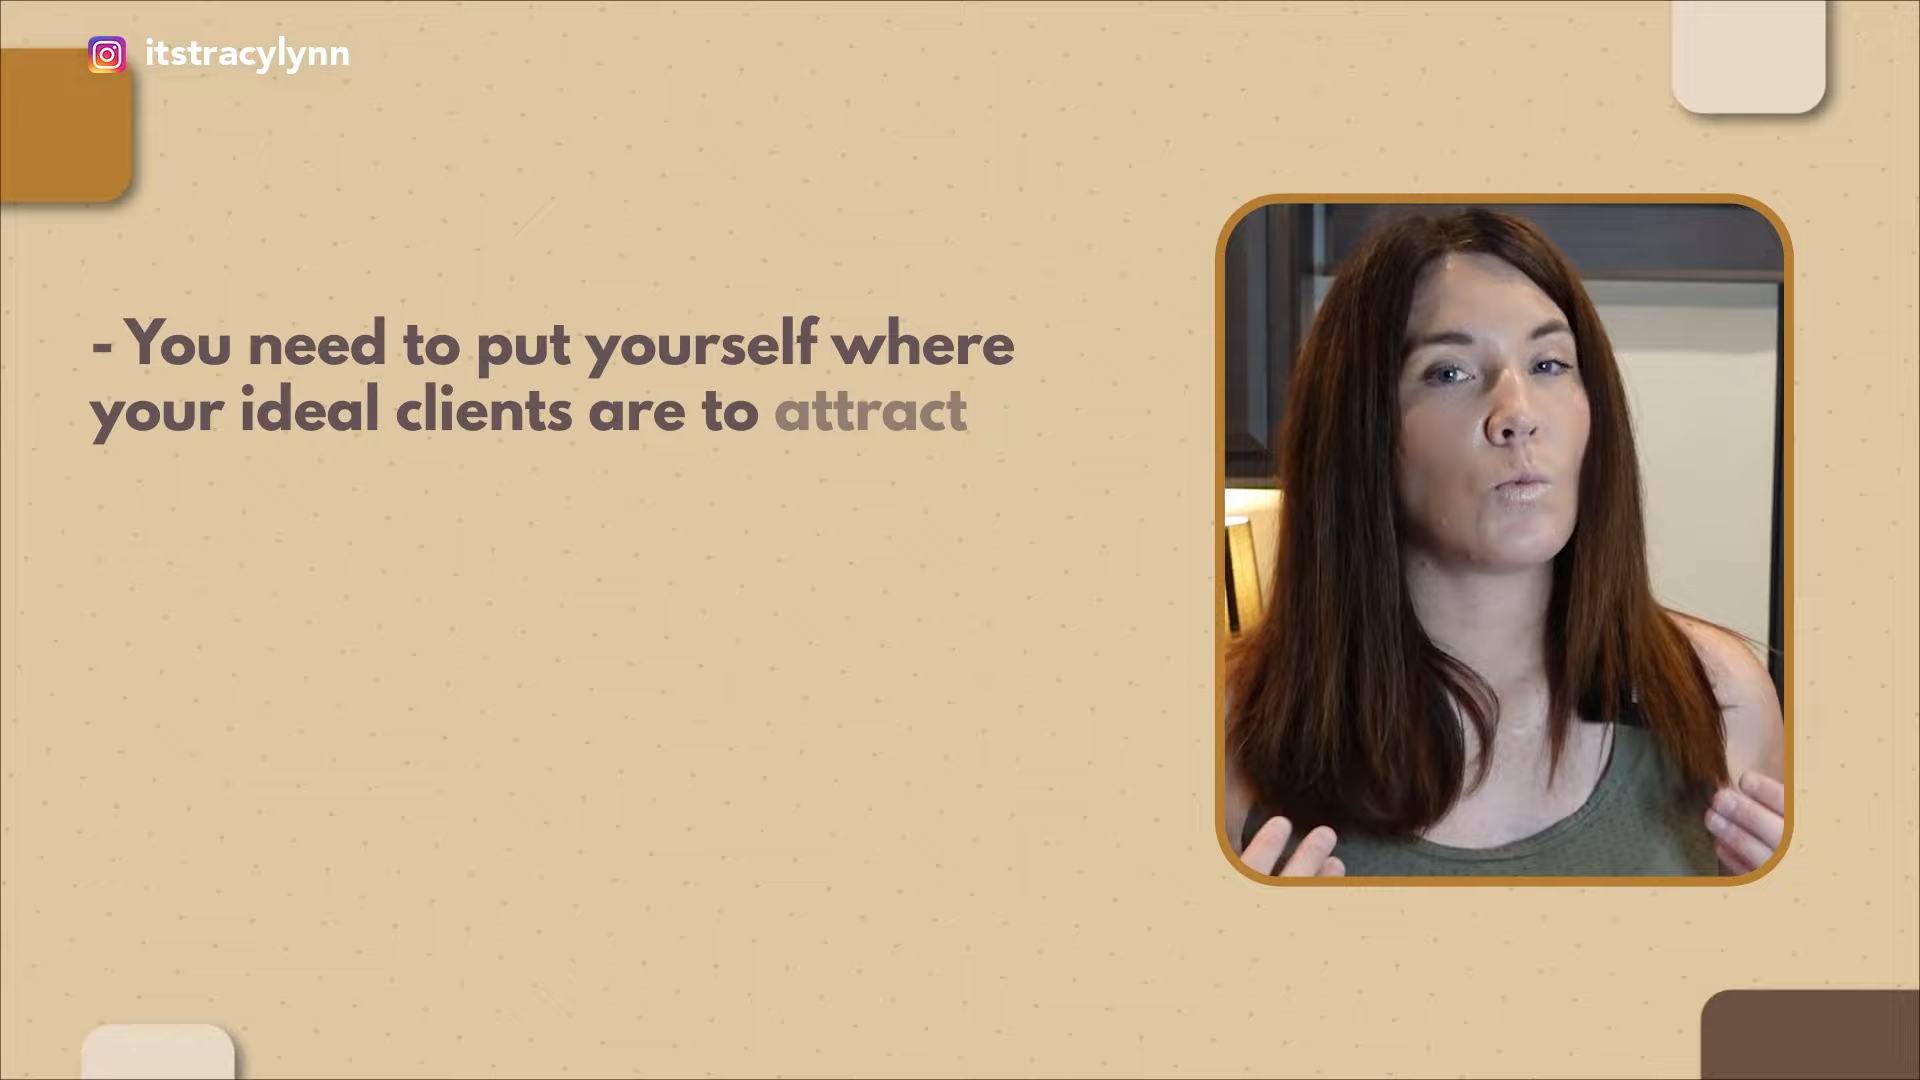 itstracylynn
- You need to put yourself where
your ideal clients are to attract